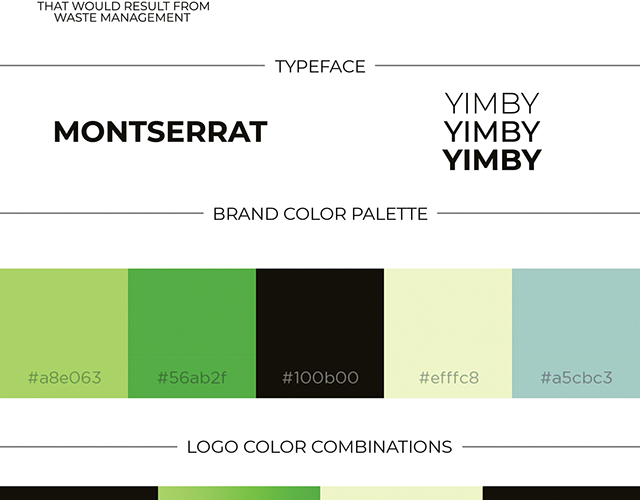 THAT WOULD RESULT FROM
WASTE MANAGEMENT
TYPEFACE
MONTSERRAT
YIMBY
YIMBY
YIMBY
BRAND COLOR PALETTE
#a8e063
#56ab2f
#100b00
#efffc8
#a5cbc3
LOGO COLOR COMBINATIONS